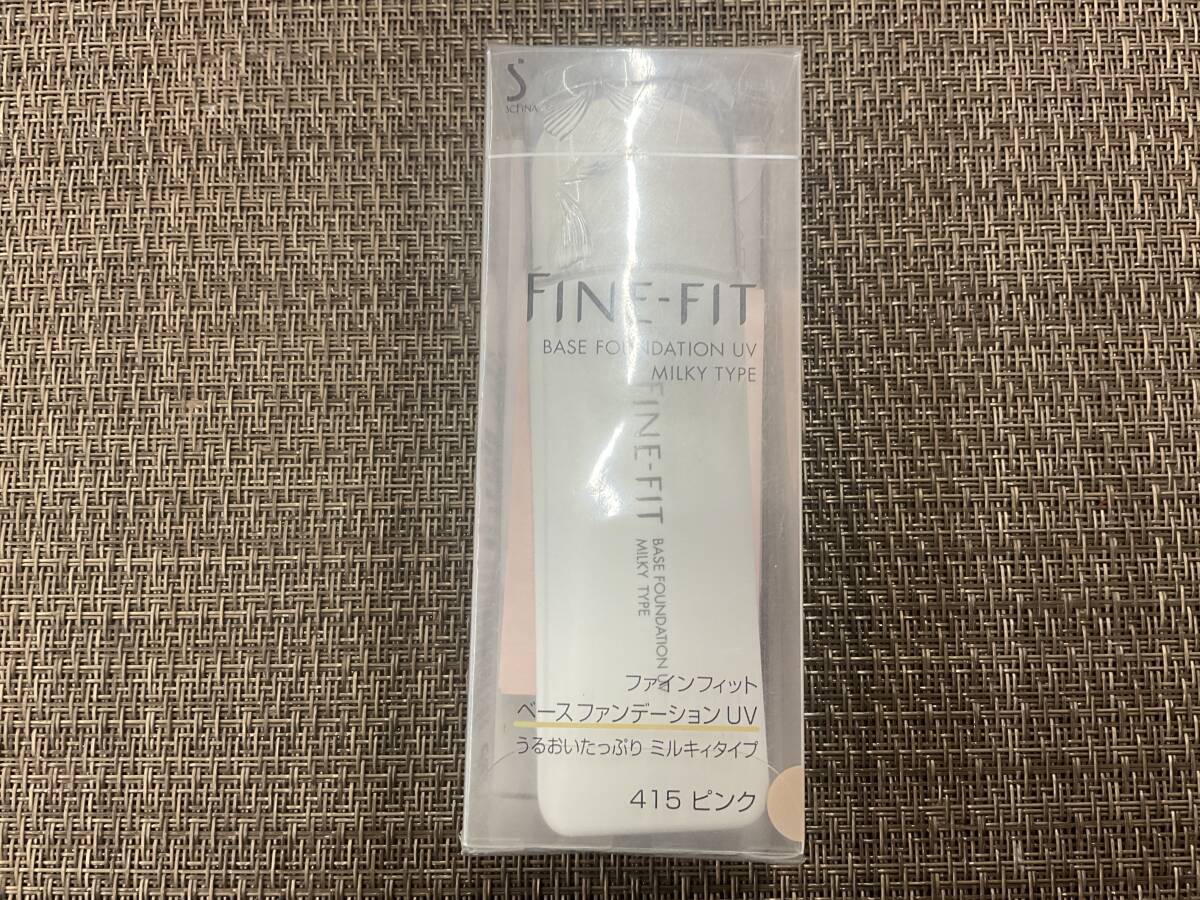 S
SOFINA
FINE-FIT
BASE FOUNDATION UV
MILKY TYPE
FINE-FIT
BASE FOUNDATION UV
MILKY TYPE
ファインフィット
ベースファンデーション UV
うるおいたっぷり ミルキィタイプ
415 ピンク